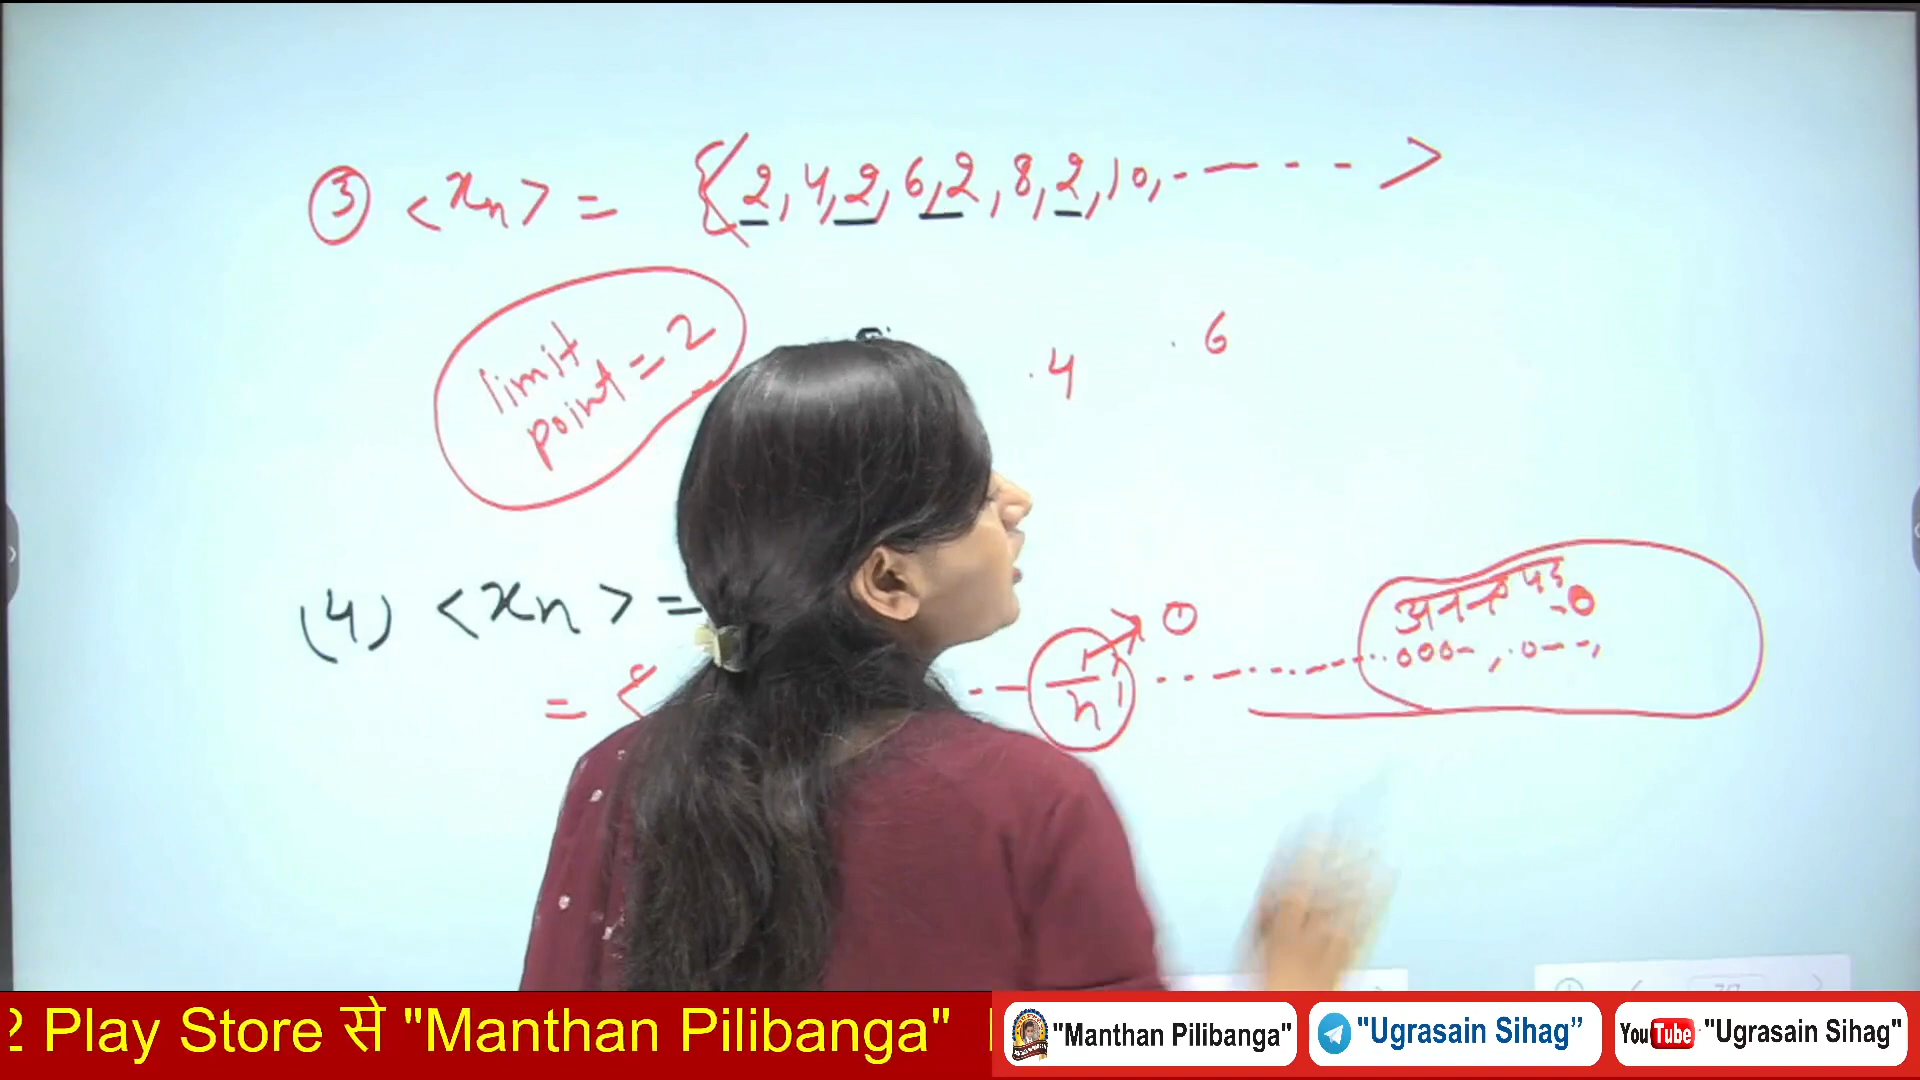 ③ <xn> = {< 2, 4, 2, 6, 2, 8, 2, 10, - - - - >
limit point = 2
. 4 . 6
(4) <xn> =
= < - - 1/n → 0 - - - - - - - -
अनन्त पद
000--, .0---,
2 Play Store से "Manthan Pilibanga"
"Manthan Pilibanga"
"Ugrasain Sihag”
YouTube "Ugrasain Sihag"